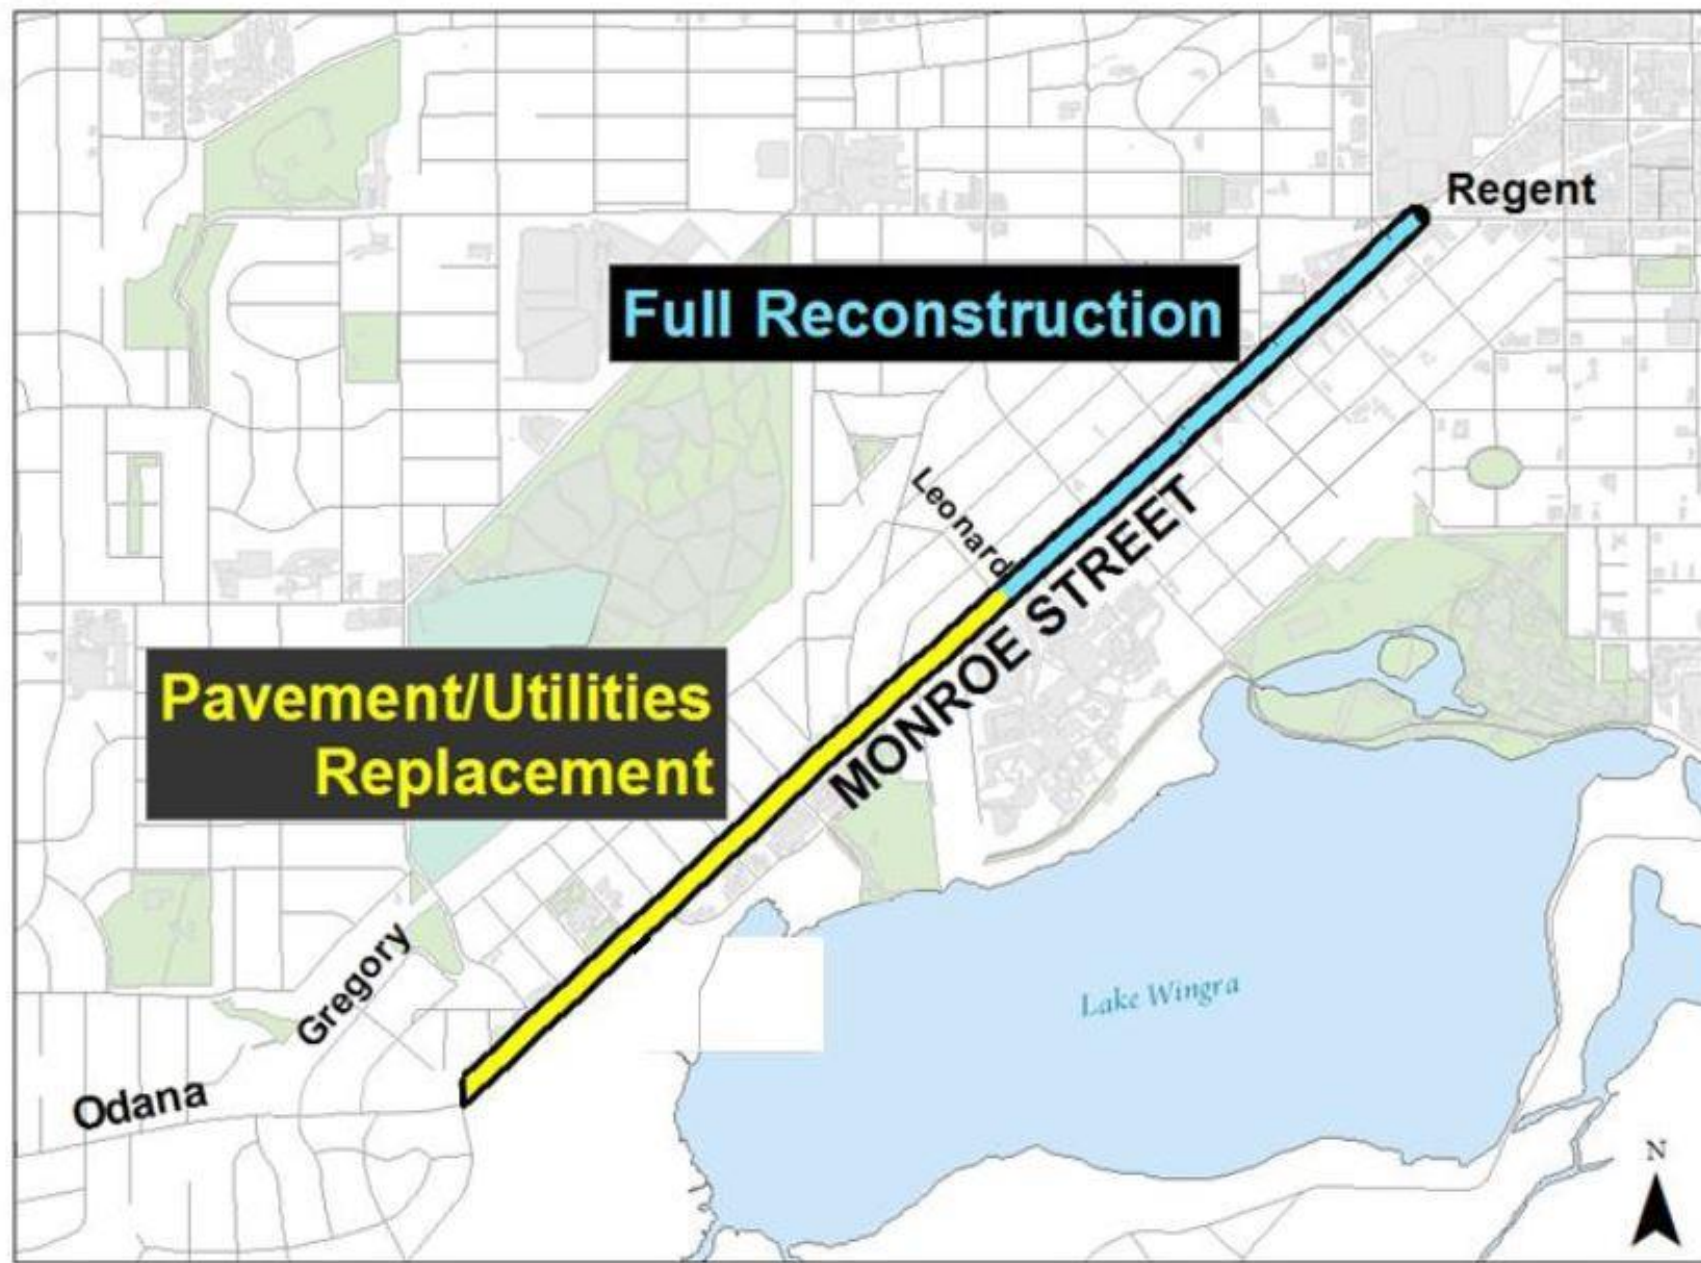 Regent
Full Reconstruction
Leonard
MONROE STREET
Pavement/Utilities
Replacement
Gregory
Odana
Lake Wingra
N